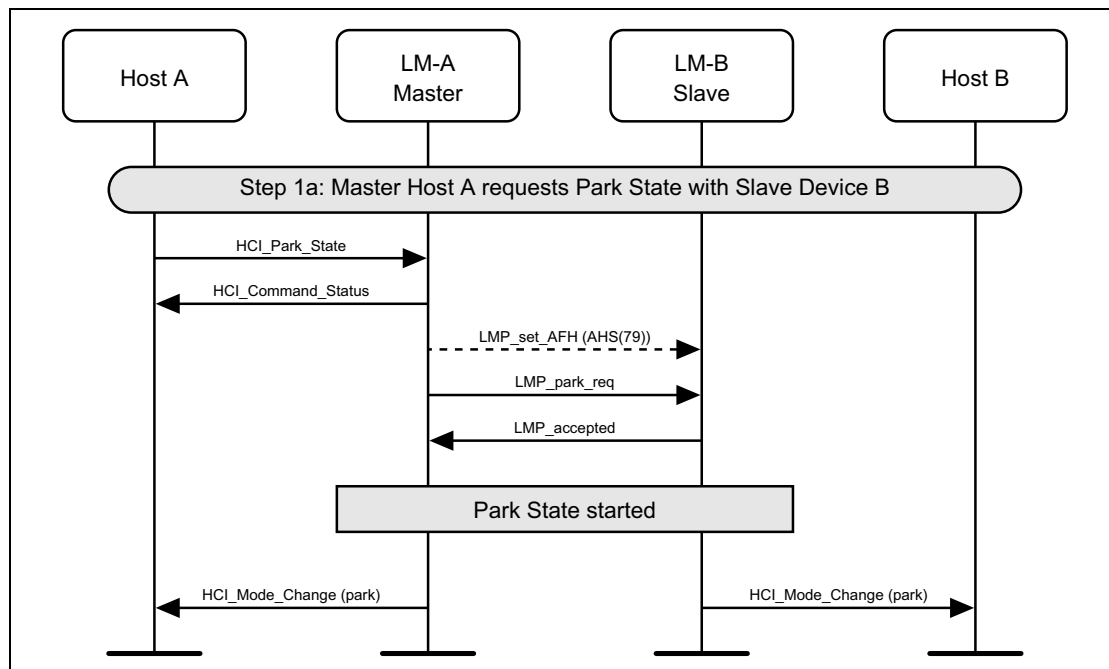 Host A
LM-A
Master
LM-B
Slave
Host B
Step 1a: Master Host A requests Park State with Slave Device B
HCI_Park_State
HCI_Command_Status
LMP_set_AFH (AHS(79))
LMP_park_req
LMP_accepted
Park State started
HCI_Mode_Change (park)
HCI_Mode_Change (park)